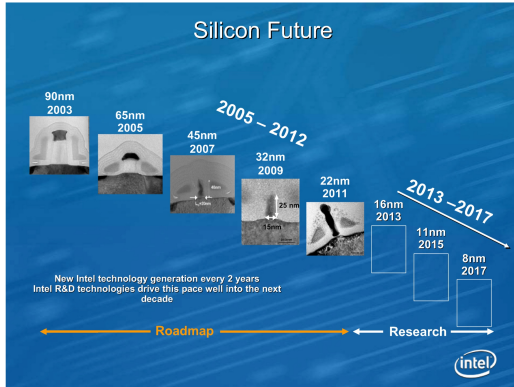 Silicon Future
90nm
2003
65nm
2005
45nm
2007
32nm
2009
22nm
2011
2005 – 2012
25 nm
15nm
16nm
2013
11nm
2015
8nm
2017
2013 –2017
New Intel technology generation every 2 years
Intel R&D technologies drive this pace well into the next
decade
Roadmap
Research
intel